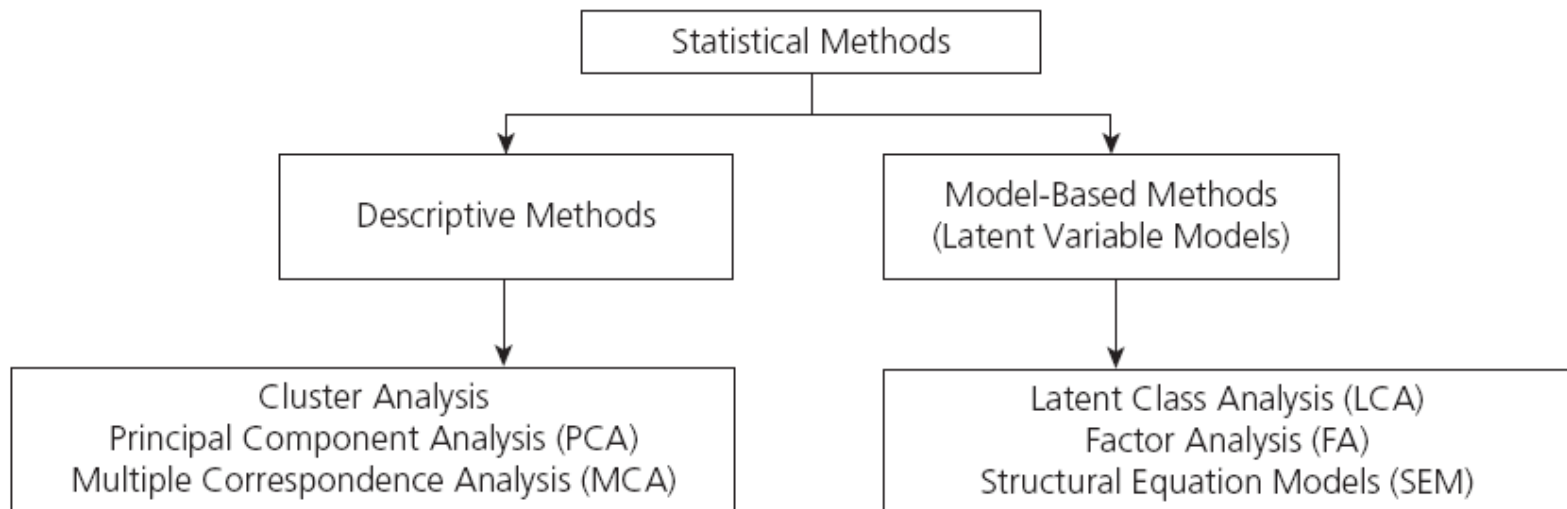 Statistical Methods
Descriptive Methods
Model-Based Methods
(Latent Variable Models)
Cluster Analysis
Principal Component Analysis (PCA)
Multiple Correspondence Analysis (MCA)
Latent Class Analysis (LCA)
Factor Analysis (FA)
Structural Equation Models (SEM)